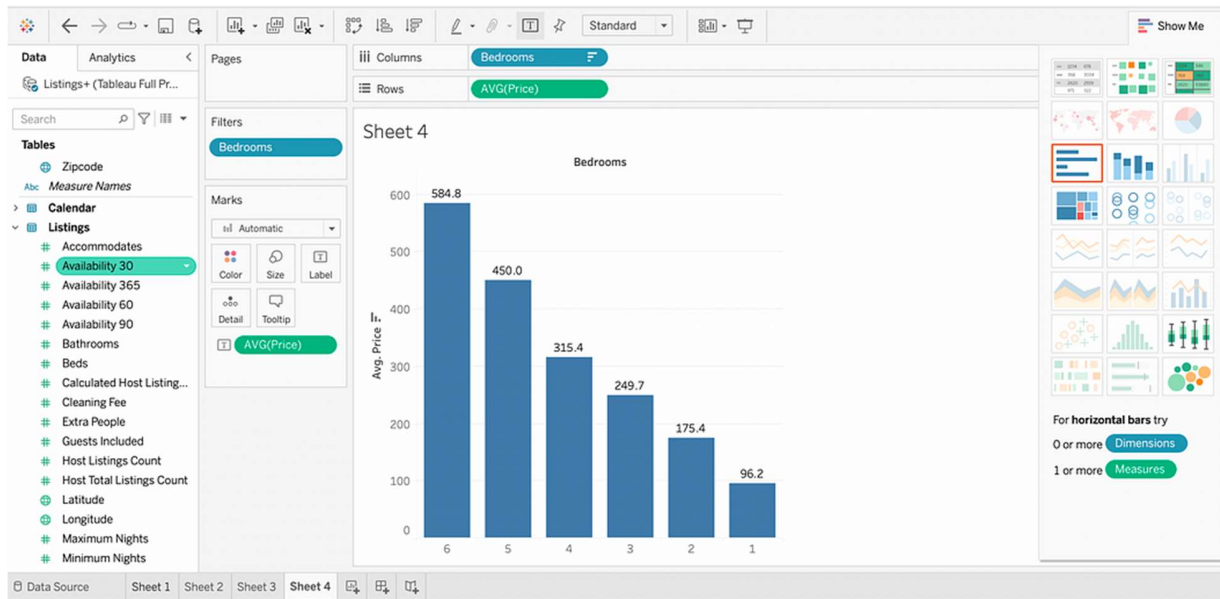 Standard
Show Me
Data
Analytics
Listings+ (Tableau Full Pr...
Search
Tables
Zipcode
Abc Measure Names
Calendar
Listings
Accommodates
Availability 30
Availability 365
Availability 60
Availability 90
Bathrooms
Beds
Calculated Host Listing...
Cleaning Fee
Extra People
Guests Included
Host Listings Count
Host Total Listings Count
Latitude
Longitude
Maximum Nights
Minimum Nights
Pages
Filters
Bedrooms
Marks
Automatic
Color
Size
Label
Detail
Tooltip
AVG(Price)
Columns
Bedrooms
Rows
AVG(Price)
Sheet 4
Bedrooms
Avg. Price
600
500
400
300
200
100
0
584.8
450.0
315.4
249.7
175.4
96.2
6 5 4 3 2 1
For horizontal bars try
0 or more Dimensions
1 or more Measures
Data Source
Sheet 1
Sheet 2
Sheet 3
Sheet 4